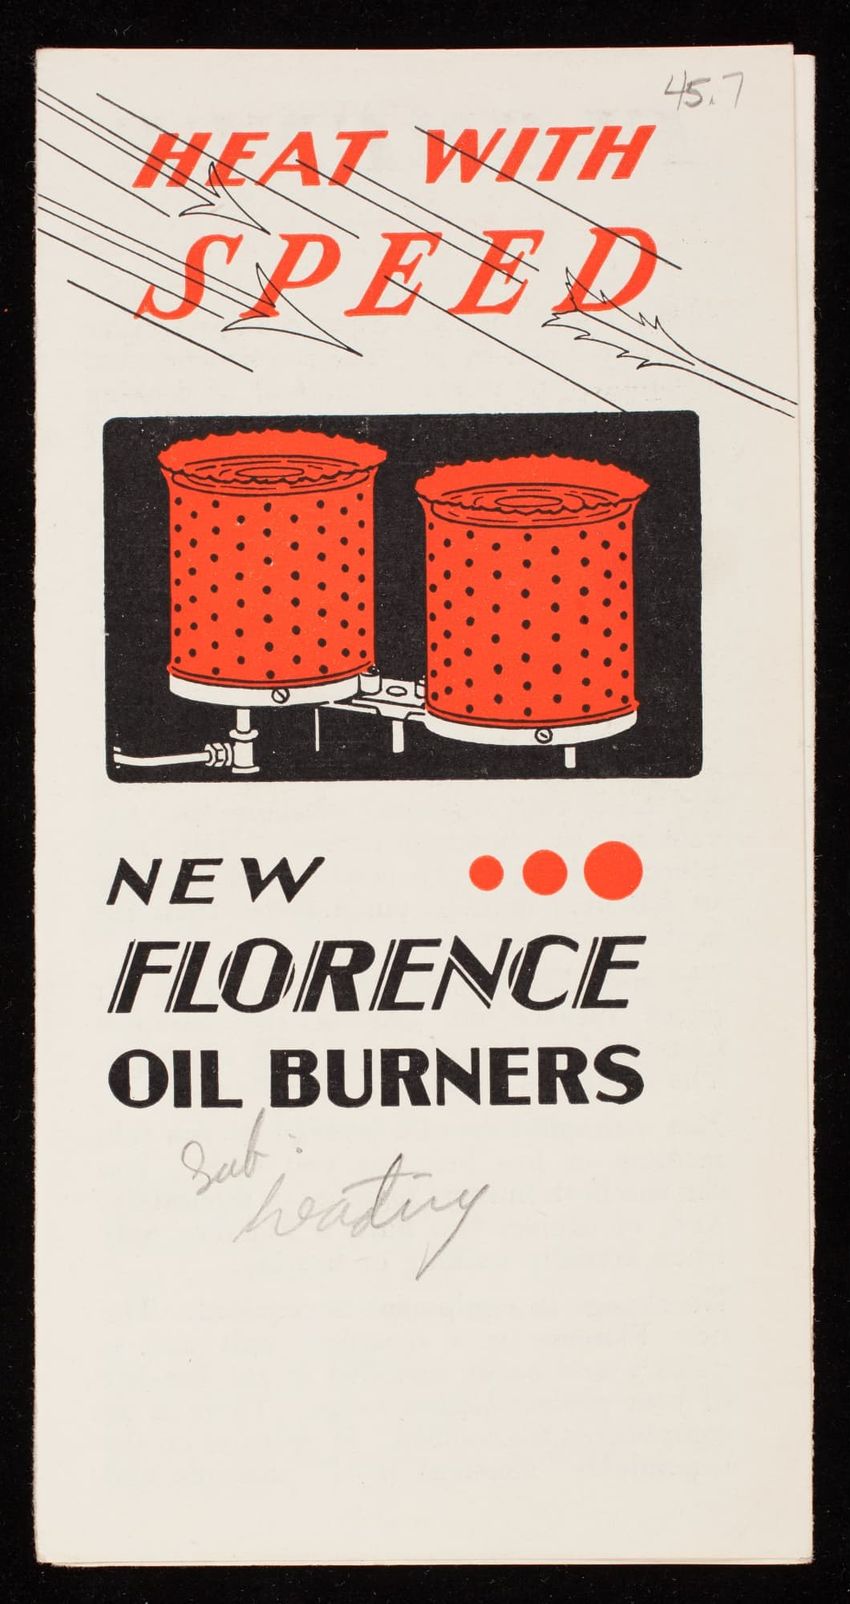 45.7
HEAT WITH
SPEED
NEW
FLORENCE
OIL BURNERS
Sub.
heating